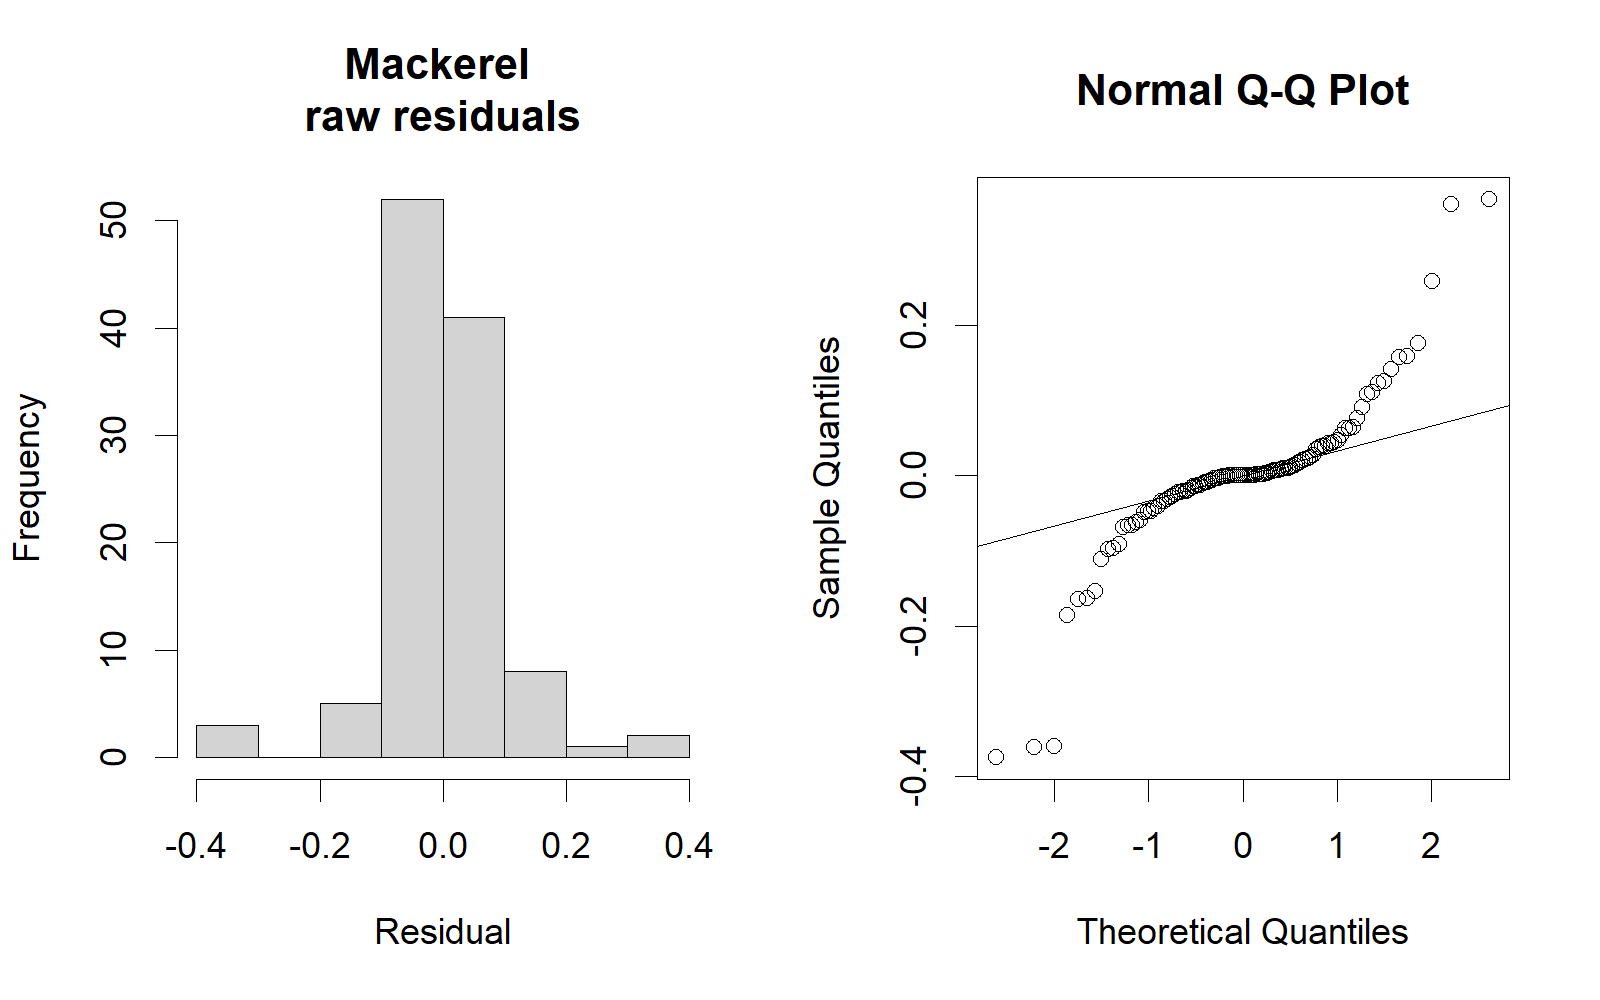 Mackerel
raw residuals
Frequency
50
40
30
20
10
0
-0.4 -0.2 0.0 0.2 0.4
Residual
Normal Q-Q Plot
Sample Quantiles
0.2
0.0
-0.2
-0.4
-2 -1 0 1 2
Theoretical Quantiles